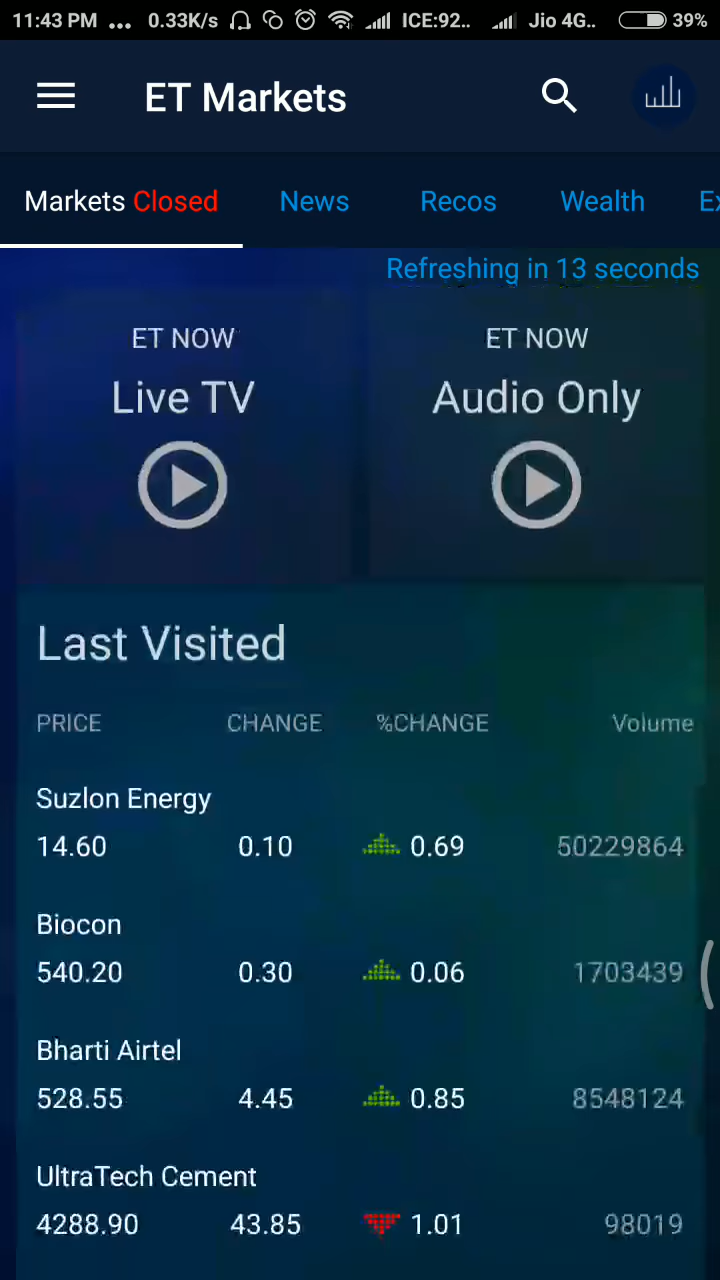 11:43 PM ... 0.33K/s ICE:92.. Jio 4G.. 39%
ET Markets
Markets Closed News Recos Wealth Ex
Refreshing in 13 seconds
ET NOW ET NOW
Live TV Audio Only
Last Visited
PRICE CHANGE %CHANGE Volume
Suzlon Energy
14.60 0.10 0.69 50229864
Biocon
540.20 0.30 0.06 1703439
Bharti Airtel
528.55 4.45 0.85 8548124
UltraTech Cement
4288.90 43.85 1.01 98019